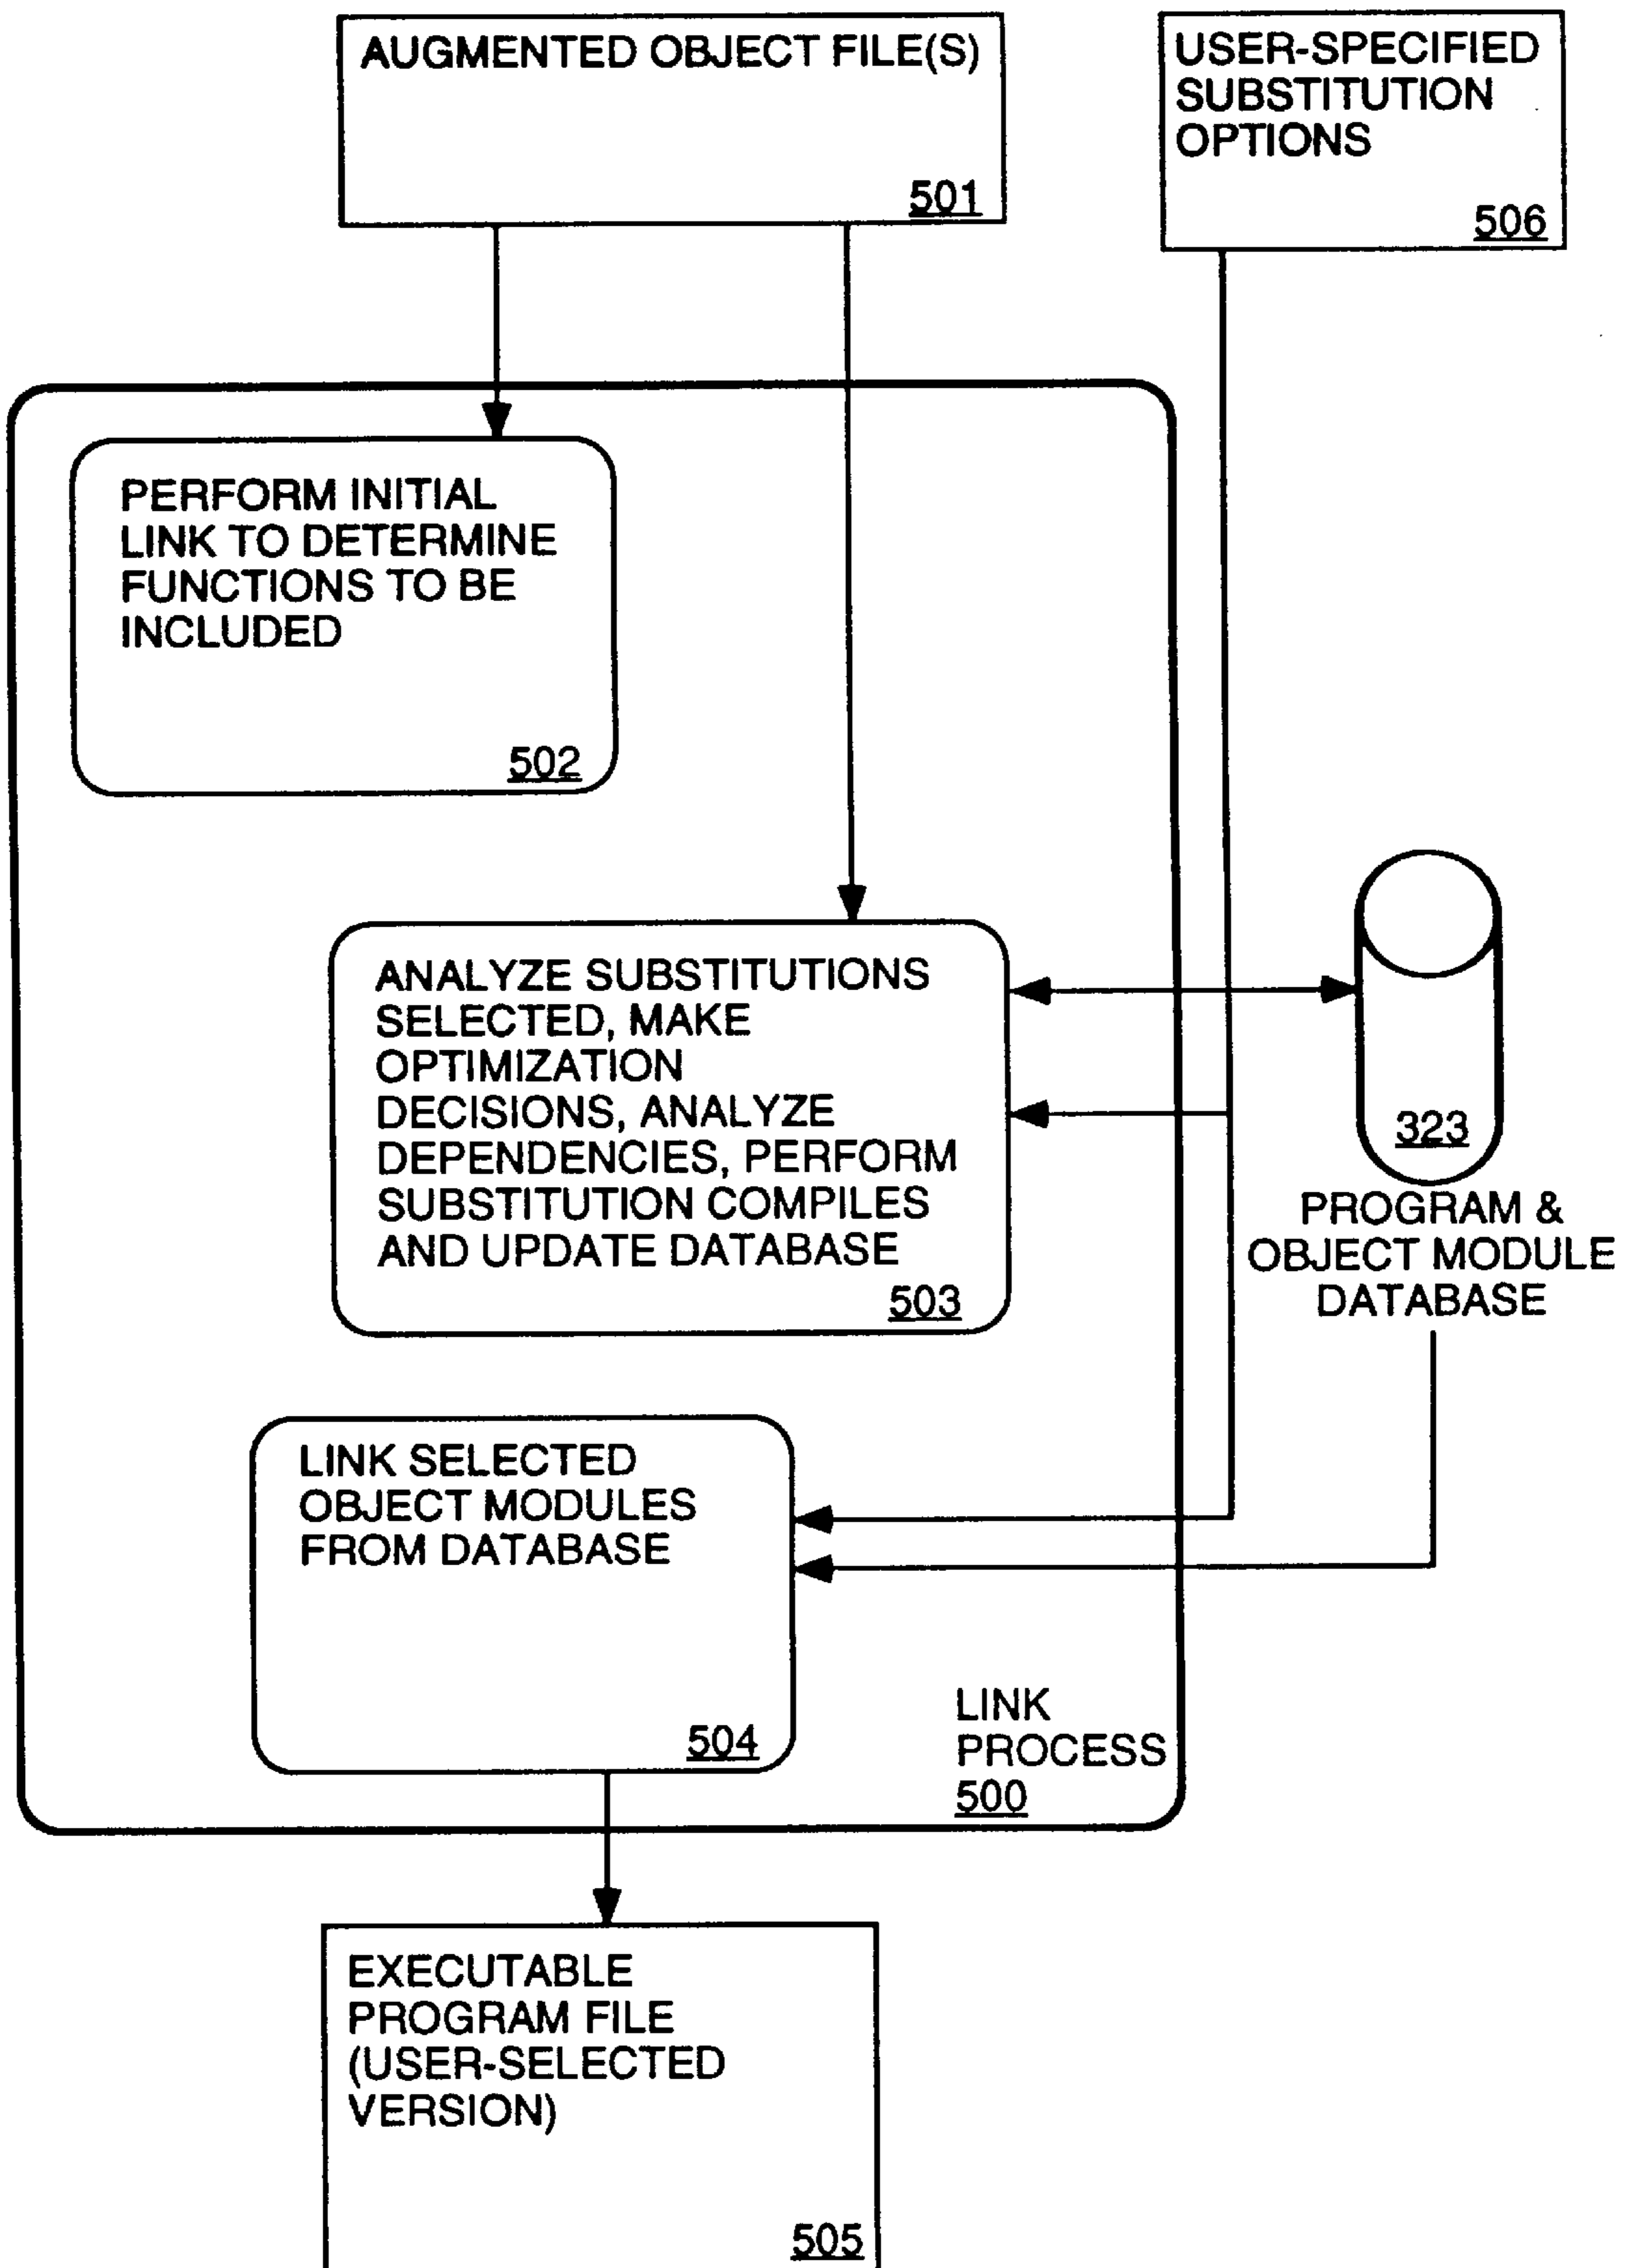 AUGMENTED OBJECT FILE(S)
501
USER-SPECIFIED
SUBSTITUTION
OPTIONS
506
PERFORM INITIAL
LINK TO DETERMINE
FUNCTIONS TO BE
INCLUDED
502
ANALYZE SUBSTITUTIONS
SELECTED, MAKE
OPTIMIZATION
DECISIONS, ANALYZE
DEPENDENCIES, PERFORM
SUBSTITUTION COMPILES
AND UPDATE DATABASE
503
323
PROGRAM &
OBJECT MODULE
DATABASE
LINK SELECTED
OBJECT MODULES
FROM DATABASE
504
LINK
PROCESS
500
EXECUTABLE
PROGRAM FILE
(USER-SELECTED
VERSION)
505